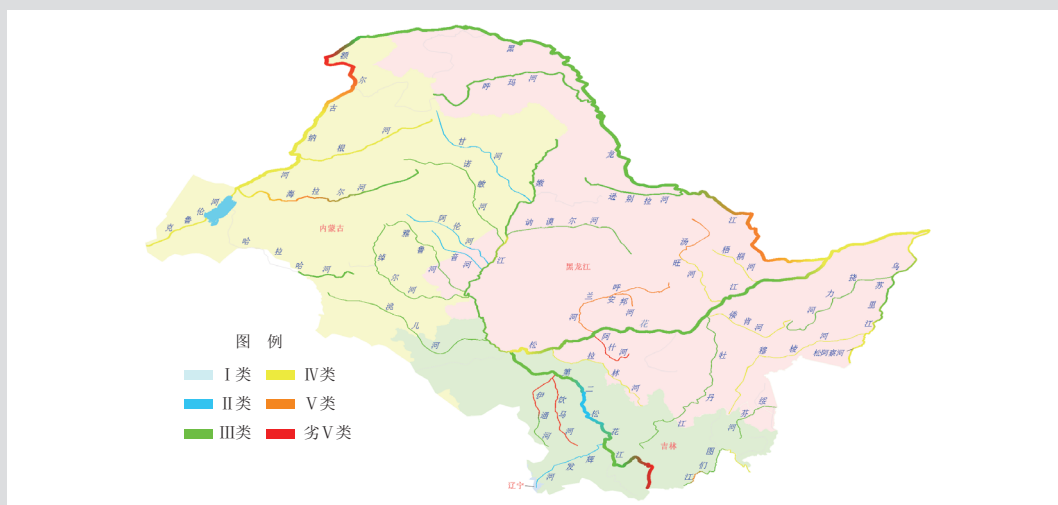 黑
额尔古纳河
呼玛河
根河
甘河
诺敏河
嫩江
龙
逊别拉河
海拉尔河
克鲁伦河
内蒙古
哈拉哈河
阿伦河
音河
雅鲁河
绰尔河
讷谟尔河
江
汤旺河
梧桐河
黑龙江
呼兰河
安邦河
松花江
洮儿河
乌苏里江
挠力河
倭肯河
穆棱河
松阿察河
阿什河
拉林河
牡丹江
绥芬河
图们江
第二松花江
伊通河
饮马河
辉发河
吉林
辽宁
图 例
Ⅰ类
Ⅳ类
Ⅱ类
Ⅴ类
Ⅲ类
劣Ⅴ类